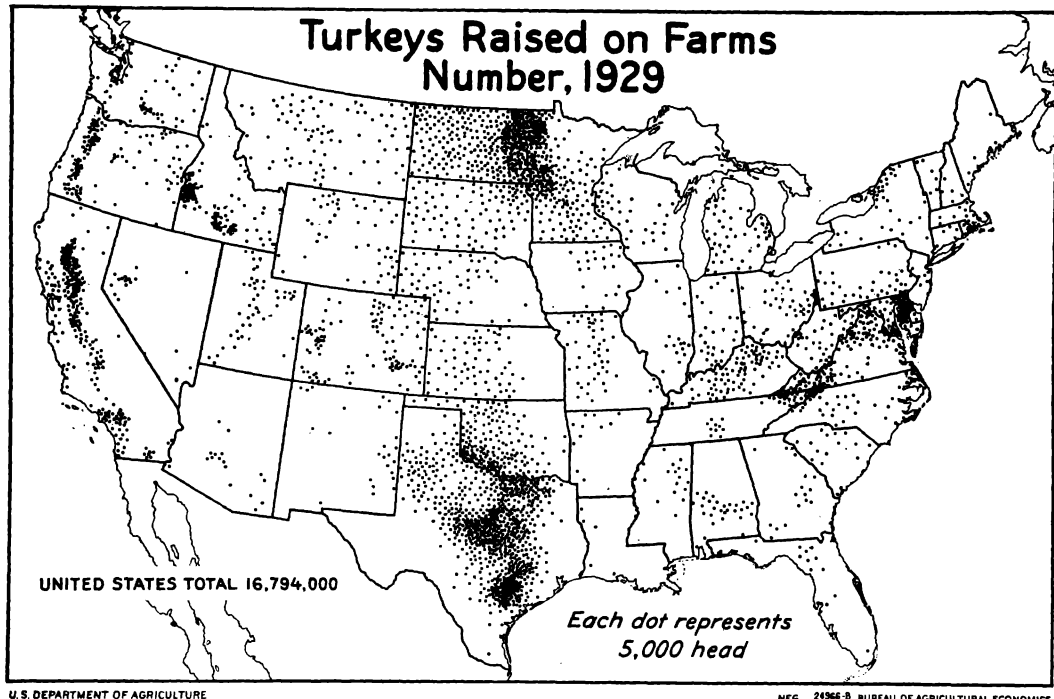 Turkeys Raised on Farms
Number, 1929
UNITED STATES TOTAL 16,794,000
Each dot represents
5,000 head
U.S. DEPARTMENT OF AGRICULTURE
NEG. 24966-B BUREAU OF AGRICULTURAL ECONOMICS